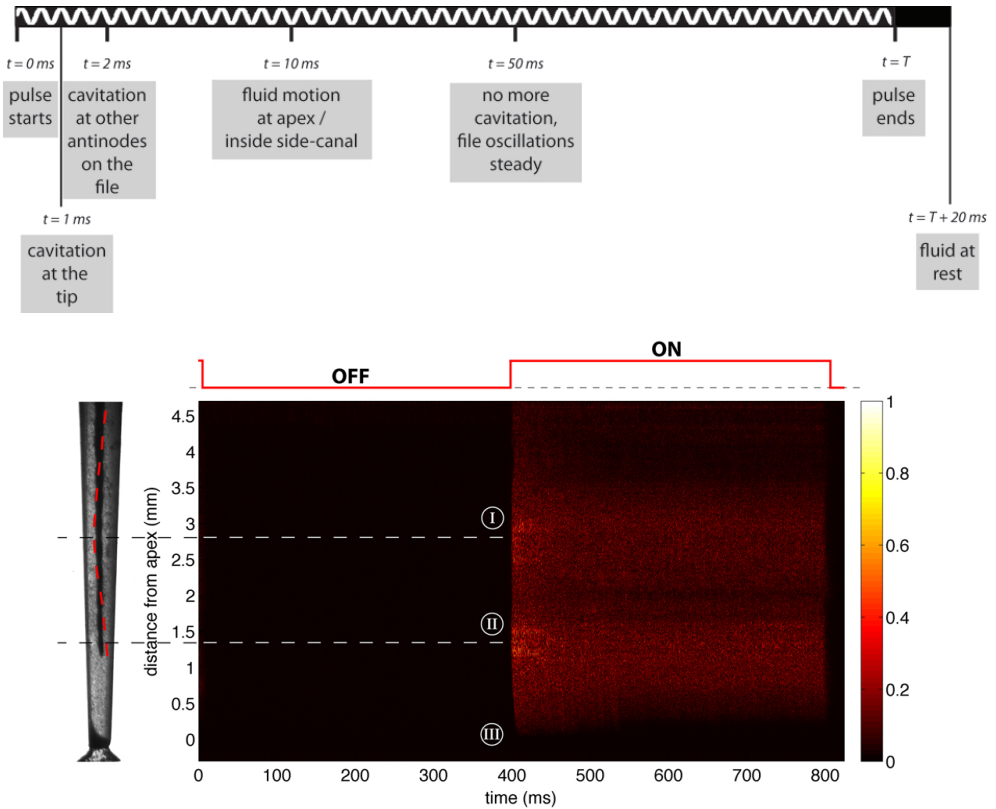 t = 0 ms
t = 2 ms
t = 10 ms
t = 50 ms
t = T
pulse
starts
cavitation
at other
antinodes
on the
file
fluid motion
at apex /
inside side-canal
no more
cavitation,
file oscillations
steady
pulse
ends
t = 1 ms
cavitation
at the
tip
t = T + 20 ms
fluid at
rest
OFF
ON
distance from apex (mm)
4.5
4
3.5
3
2.5
2
1.5
1
0.5
0
I
II
III
1
0.8
0.6
0.4
0.2
0
0 100 200 300 400 500 600 700 800
time (ms)